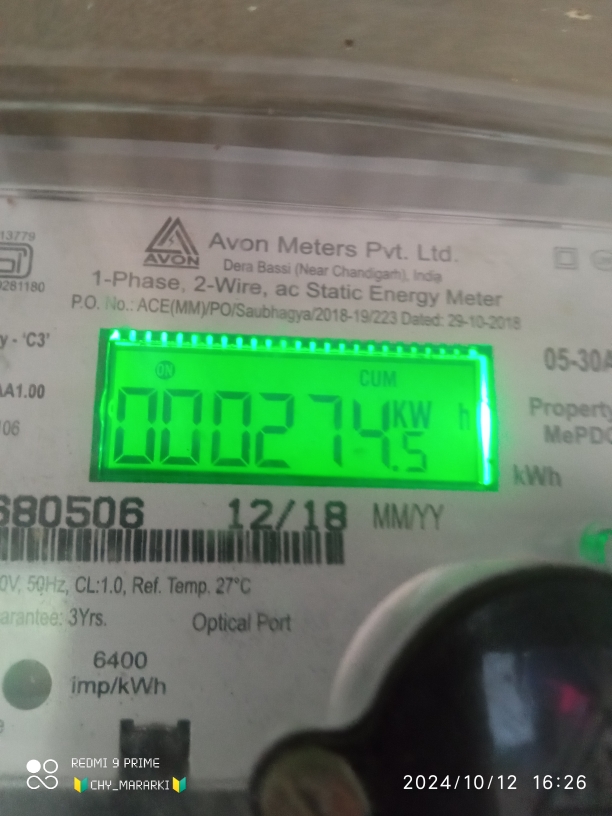 13779
AVON
Avon Meters Pvt. Ltd.
0281180
Dera Bassi (Near Chandigarh), India
1-Phase, 2-Wire, ac Static Energy Meter
P.O. No.: ACE(MM)/PO/Saubhagya/2018-19/223 Dated: 29-10-2018
y - 'C3'
05-30A
ON
CUM
AA1.00
000274.5 KW h
Property
106
MePDC
kWh
680506 12/18 MM/YY
0V, 50Hz, CL:1.0, Ref. Temp. 27°C
arantee: 3Yrs.
Optical Port
6400
imp/kWh
REDMI 9 PRIME
CHY_MARARKI
2024/10/12 16:26